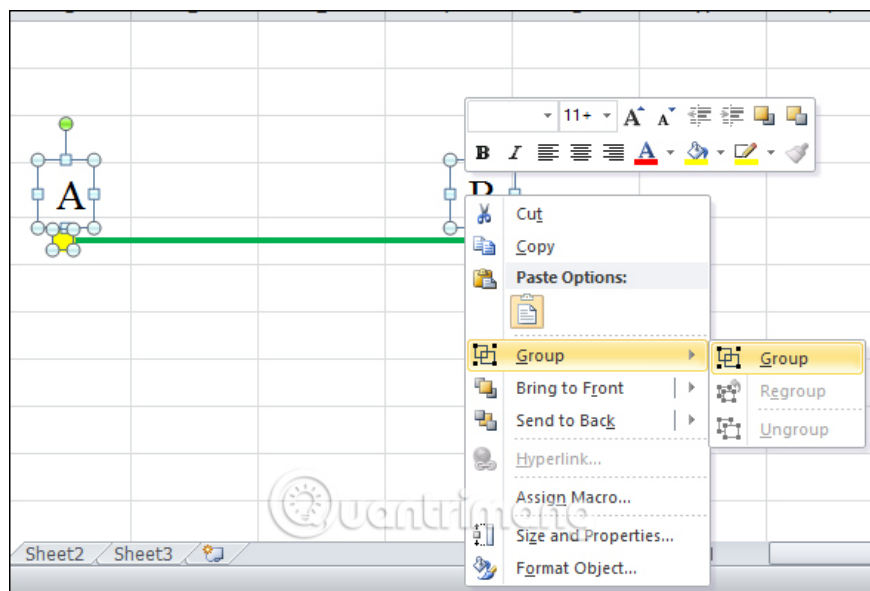 11+
A
B I
A
Cut
Copy
Paste Options:
Group
Group
Bring to Front
Regroup
Send to Back
Ungroup
Hyperlink...
Assign Macro...
Quantrimang
Size and Properties...
Format Object...
Sheet2 Sheet3